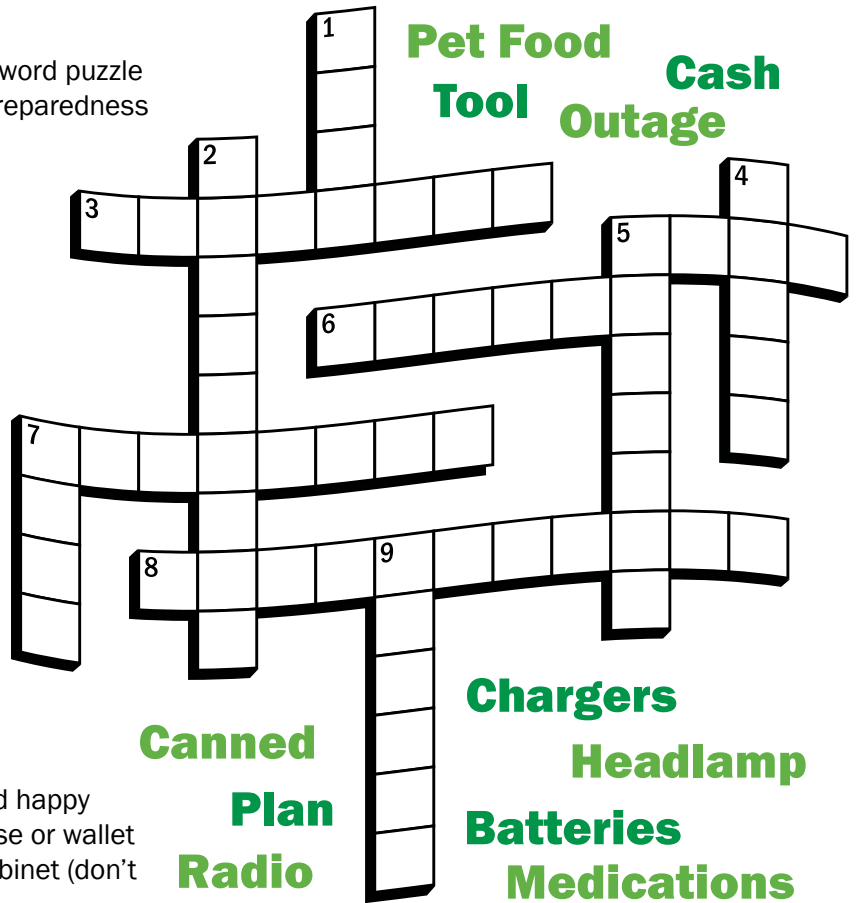 1
Pet Food
word puzzle
Cash
reparedness
Tool
Outage
2
4
3
5
6
7
8
9
Chargers
Canned
Headlamp
d happy
Plan
se or wallet
Batteries
binet (don't
Radio
Medications